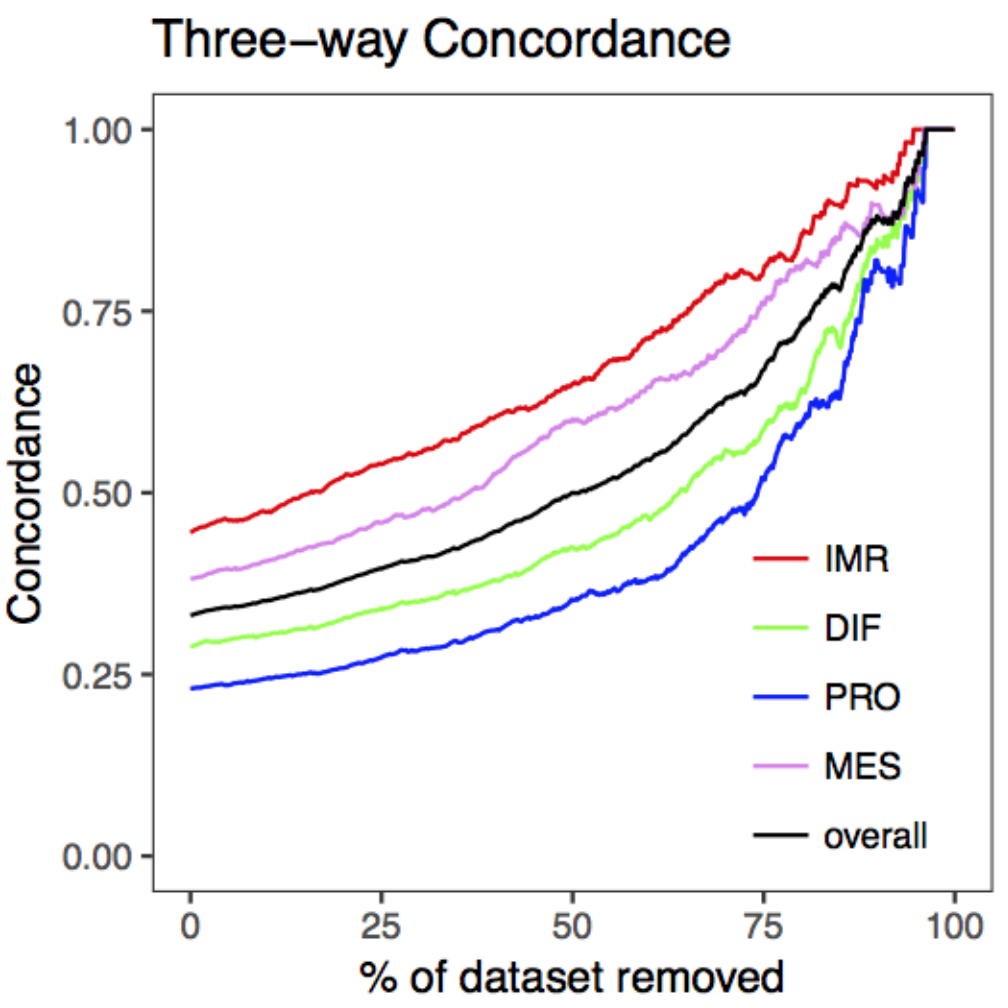 Three−way Concordance
Concordance
1.00
0.75
0.50
0.25
0.00
IMR
DIF
PRO
MES
overall
0 25 50 75 100
% of dataset removed